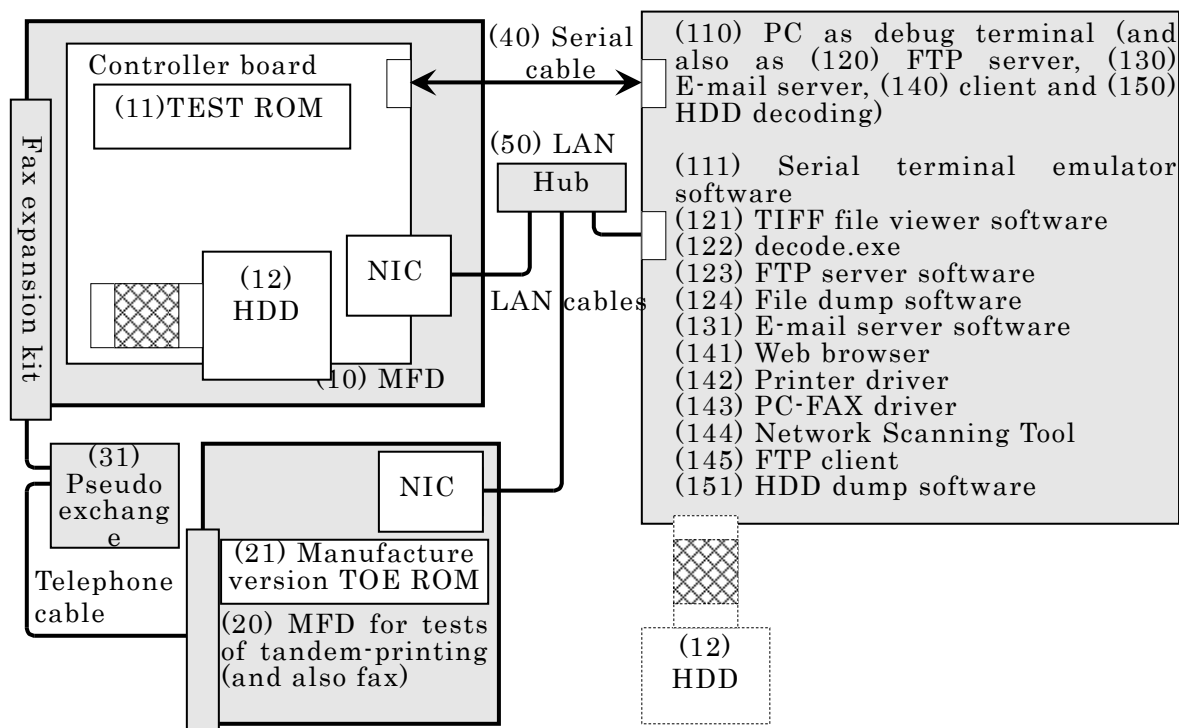 Controller board
(11)TEST ROM
Fax expansion kit
(12)
HDD
NIC
(10) MFD
(40) Serial
cable
(50) LAN
Hub
LAN cables
(110) PC as debug terminal (and
also as (120) FTP server, (130)
E-mail server, (140) client and (150)
HDD decoding)
(111) Serial terminal emulator
software
(121) TIFF file viewer software
(122) decode.exe
(123) FTP server software
(124) File dump software
(131) E-mail server software
(141) Web browser
(142) Printer driver
(143) PC-FAX driver
(144) Network Scanning Tool
(145) FTP client
(151) HDD dump software
(31)
Pseudo
exchang
e
Telephone
cable
NIC
(21) Manufacture
version TOE ROM
(20) MFD for tests
of tandem-printing
(and also fax)
(12)
HDD